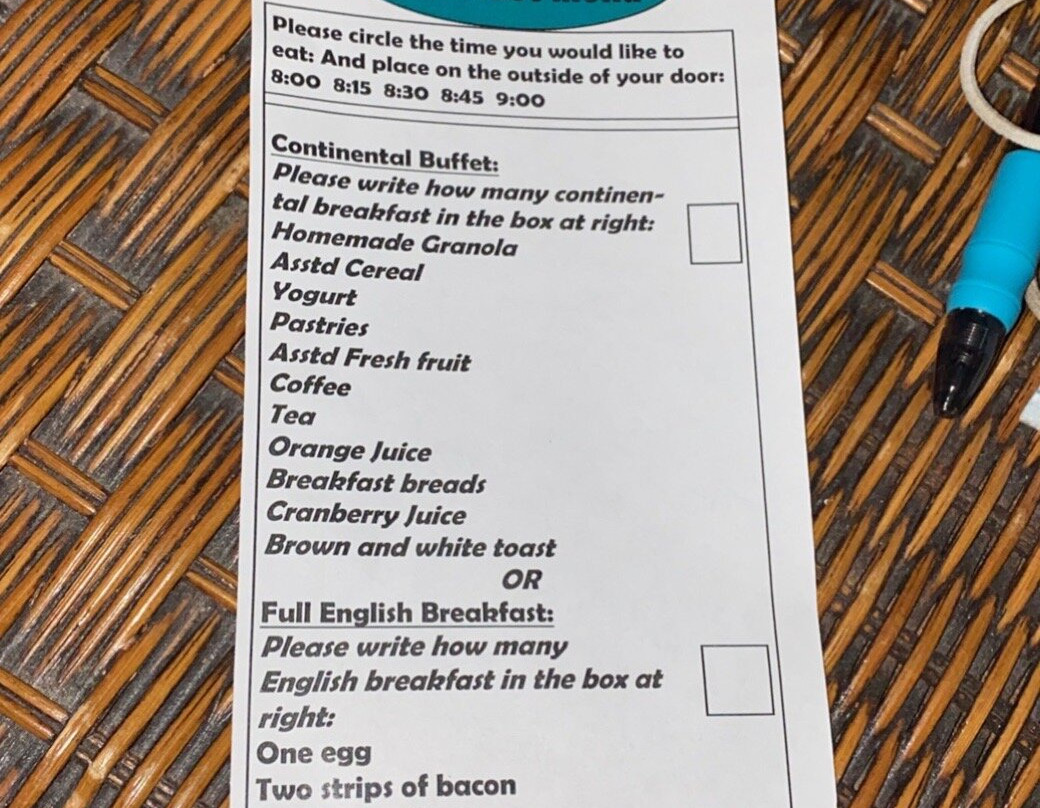 Please circle the time you would like to
eat: And place on the outside of your door:
8:00 8:15 8:30 8:45 9:00
Continental Buffet:
Please write how many continen-
tal breakfast in the box at right:
Homemade Granola
Asstd Cereal
Yogurt
Pastries
Asstd Fresh fruit
Coffee
Tea
Orange Juice
Breakfast breads
Cranberry Juice
Brown and white toast
OR
Full English Breakfast:
Please write how many
English breakfast in the box at
right:
One egg
Two strips of bacon